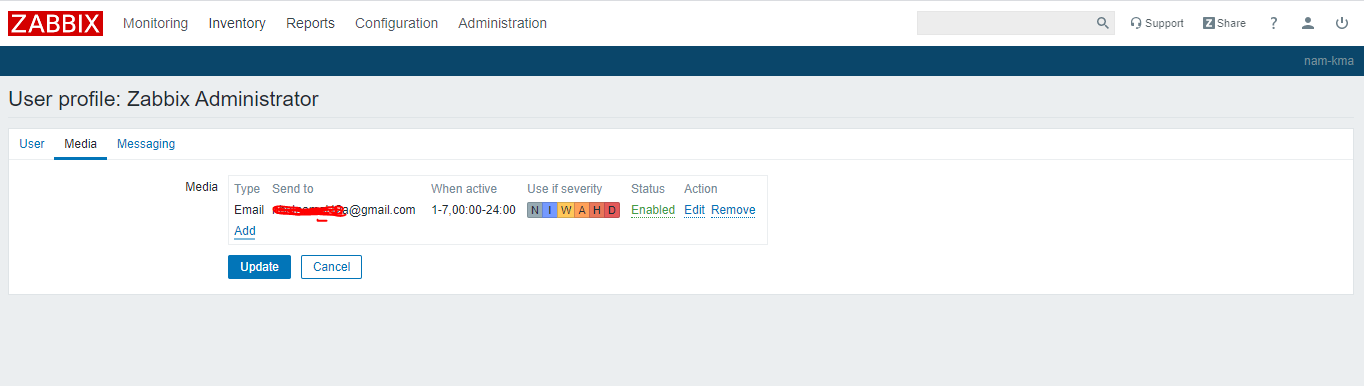 ZABBIX Monitoring Inventory Reports Configuration Administration Support Z Share ?
nam-kma
User profile: Zabbix Administrator
User Media Messaging
Media Type Send to When active Use if severity Status Action
Email @gmail.com 1-7,00:00-24:00 N I W A H D Enabled Edit Remove
Add
Update Cancel